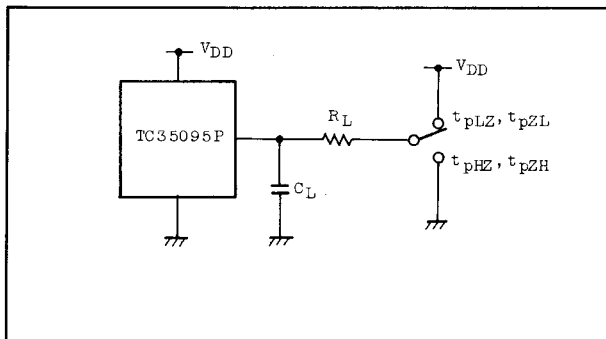 VDD
VDD
RL
tpLZ, tpZL
TC35095P
tpHZ, tpZH
CL